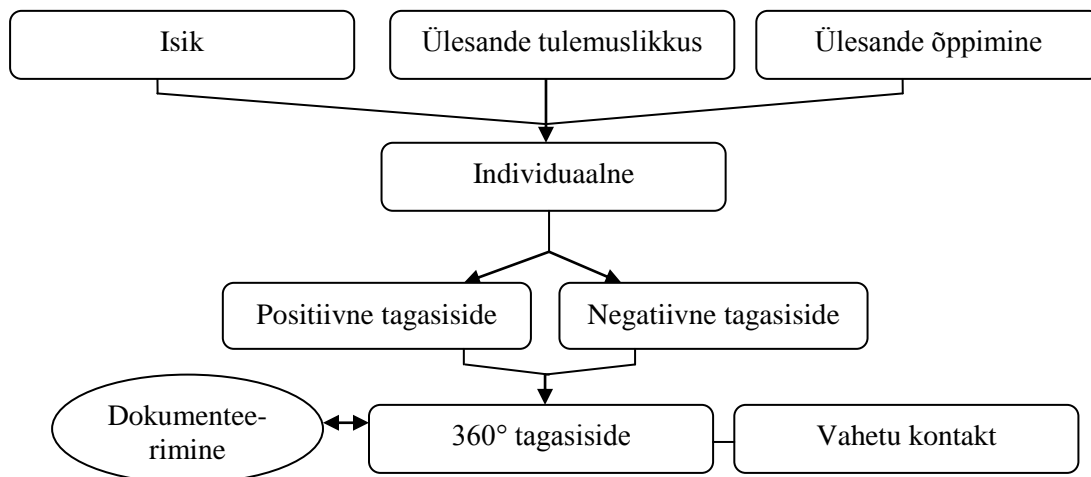 Isik
Ülesande tulemuslikkus
Ülesande õppimine
Individuaalne
Positiivne tagasiside
Negatiivne tagasiside
Dokumentee-
rimine
360° tagasiside
Vahetu kontakt